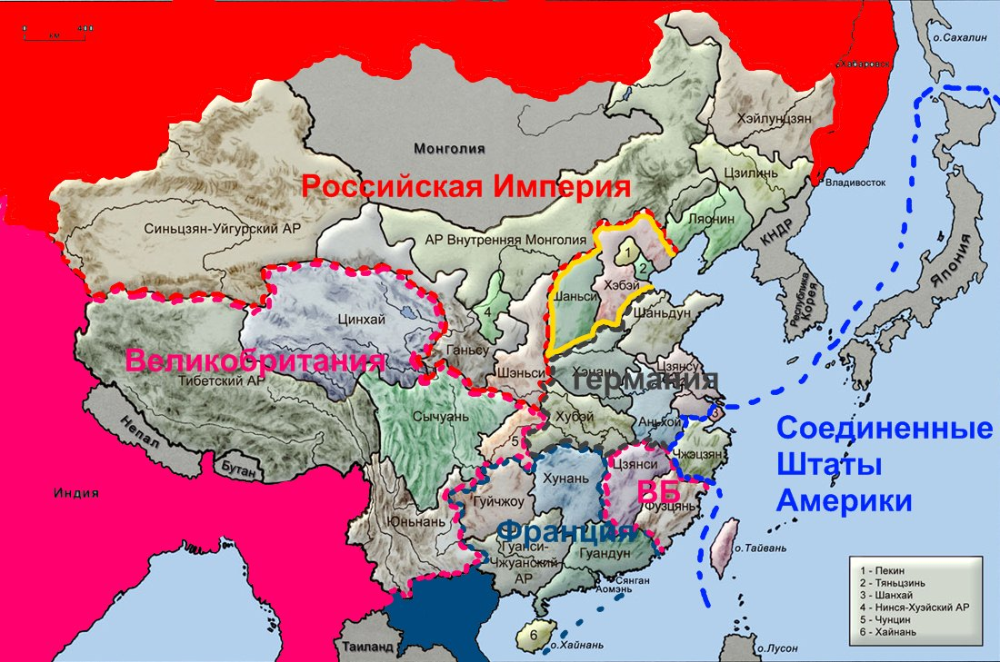 о.Сахалин
0 400
км
Хабаровск
Хэйлунцзян
Монголия
Цзилинь
Владивосток
Российская Империя
Ляонин
Синьцзян-Уйгурский АР
АР Внутренняя Монголия
КНДР
1
2
Япония
Шаньси
Хэбэй
Республика
Корея
4
Шаньдун
Цинхай
Ганьсу
Великобритания
Тибетский АР
Шэньси
Хэнань
Германия
Цзянсу
3
Сычуань
Хубэй
Аньхой
5
Чжэцзян
Соединенные
Штаты
Америки
Непал
Бутан
Индия
Цзянси
Хунань
ВБ
Фузцянь
Гуйчжоу
Юньнань
Франция
Гуанси-
Чжуанский
АР
Гуандун
о.Тайвань
Сянган
Аомэнь
6
о.Хайнань
Таиланд
о.Лусон
1 - Пекин
2 - Тяньцзинь
3 - Шанхай
4 - Нинся-Хуэйский АР
5 - Чунцин
6 - Хайнань